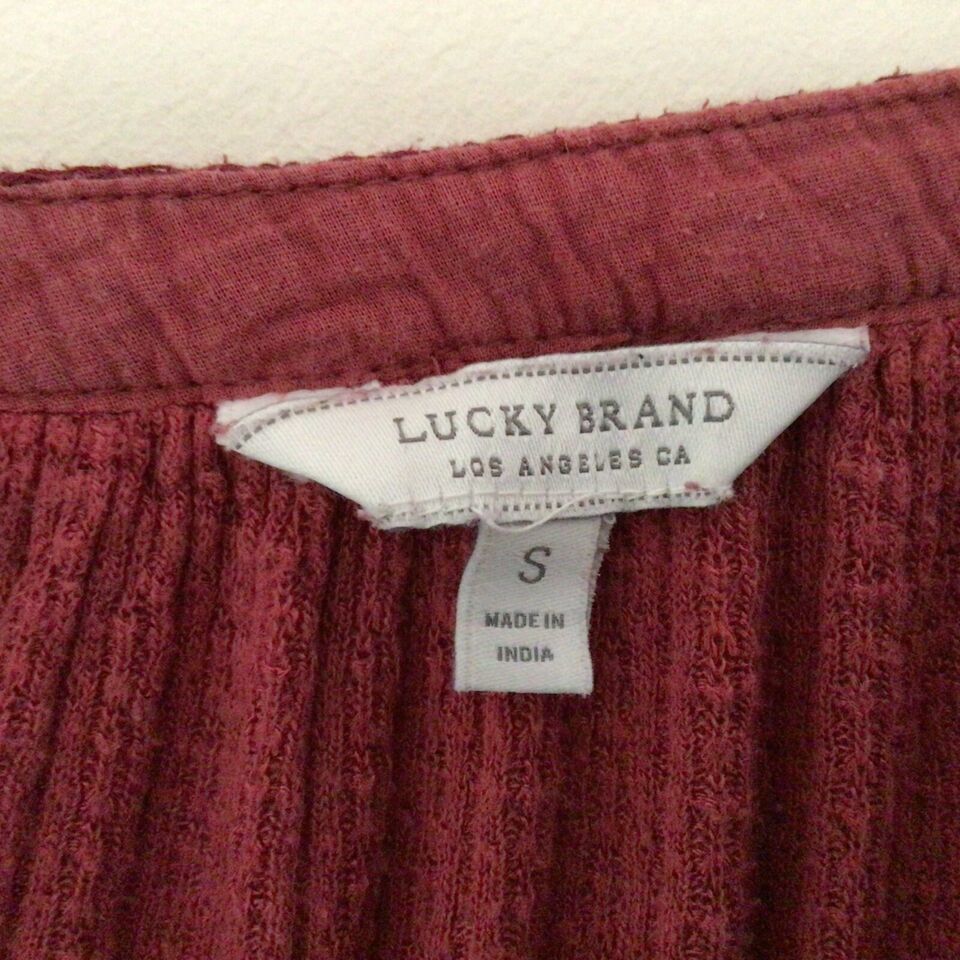 LUCKY BRAND
LOS ANGELES CA
S
MADE IN
INDIA